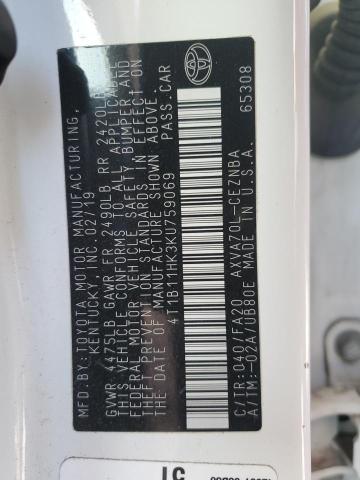 MFD.BY:TOYOTA MOTOR MANUFACTURING,
KENTUCKY, INC. 02/19
GVWR 4475LB GAWR FR 2490LB RR 2420LB
THIS VEHICLE CONFORMS TO ALL APPLICABLE
FEDERAL MOTOR VEHICLE SAFETY, BUMPER, AND
THEFT PREVENTION STANDARDS IN EFFECT ON
THE DATE OF MANUFACTURE SHOWN ABOVE.
4T1B11HK3KU759069 PASS.CAR
C/TR:040/FA20 AXVA70L-CEZNBA
A/TM:-02A/UB80E MADE IN U.S.A.
65308